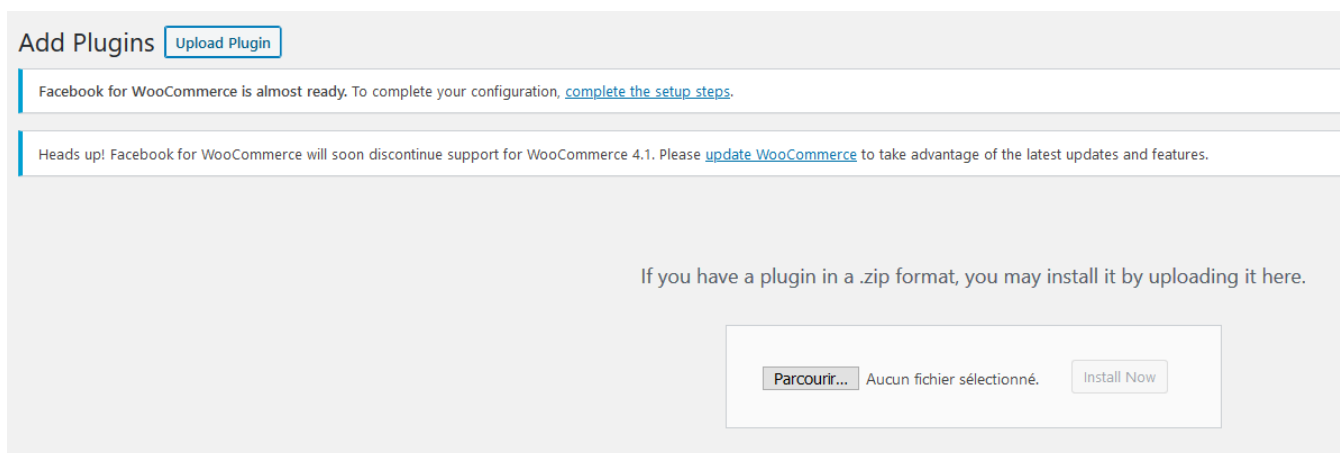 Add Plugins Upload Plugin
Facebook for WooCommerce is almost ready. To complete your configuration, complete the setup steps.
Heads up! Facebook for WooCommerce will soon discontinue support for WooCommerce 4.1. Please update WooCommerce to take advantage of the latest updates and features.
If you have a plugin in a .zip format, you may install it by uploading it here.
Parcourir... Aucun fichier sélectionné. Install Now